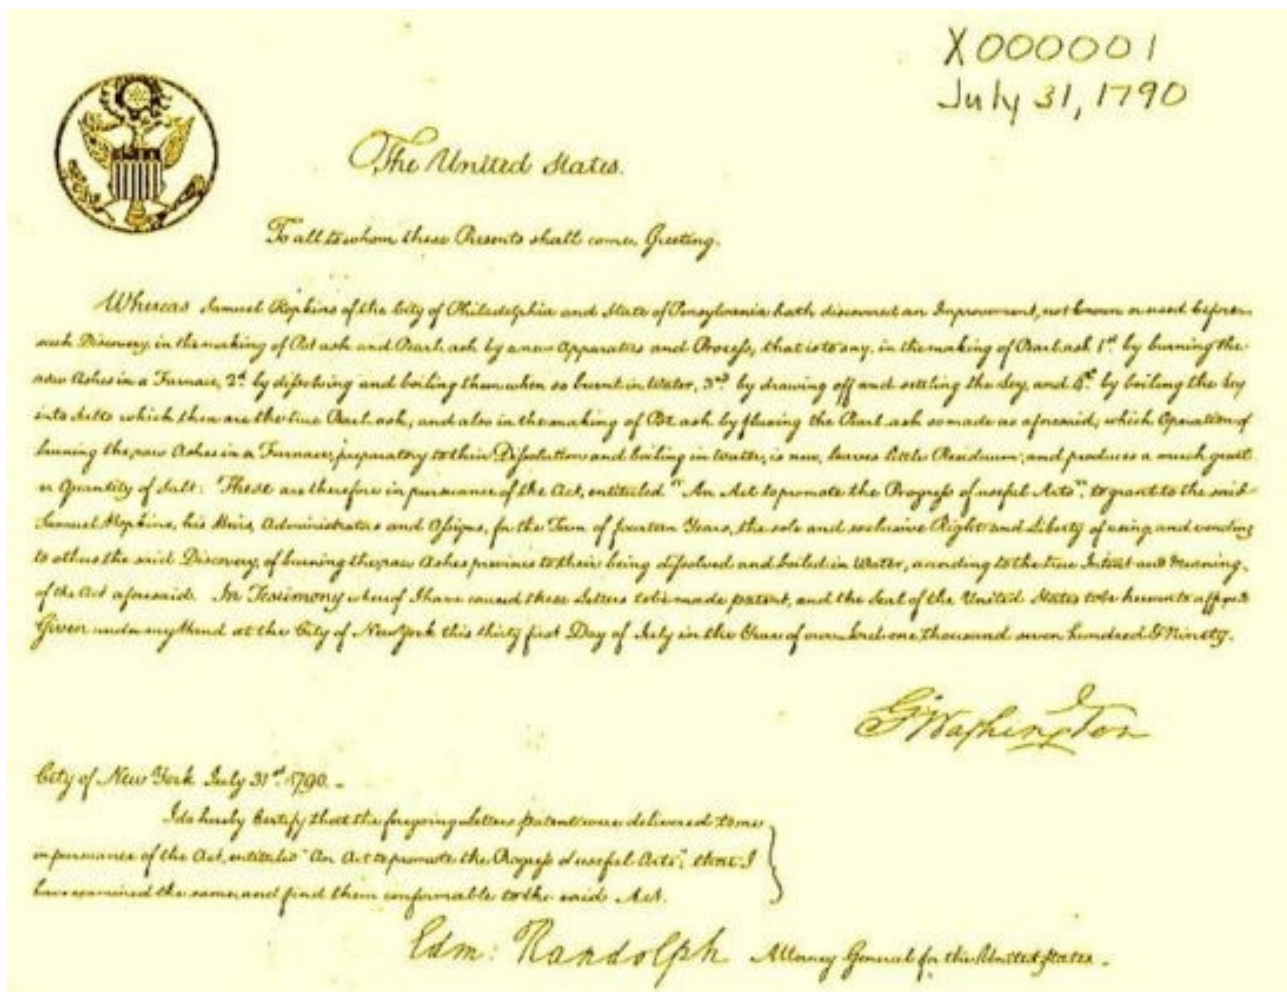 X000001
July 31, 1790
The United States.
To all to whom these Presents shall come, Greeting.
Whereas Samuel Hopkins of the City of Philadelphia and State of Pensylvania hath discovered an Improvement, not known or used before
such Discovery, in the making of Pot ash and Pearl ash by a new Apparatus and Process; that is to say, in the making of Pearl ash 1st. by burning the
raw Ashes in a Furnace, 2d. by dissolving and boiling them when so burnt in Water, 3rd. by drawing off and settling the Ley, and 4th. by boiling the Ley
into Salts which then are the true Pearl ash; and also in the making of Pot ash by fluxing the Pearl ash so made as aforesaid; which Operation of
burning the raw Ashes in a Furnace, preparatory to their Dissolution and boiling in Water, is new, leaves little Residuum; and produces a much great
er Quantity of Salt: These are therefore in pursuance of the Act, entituled "An Act to promote the Progress of useful Arts", to grant to the said
Samuel Hopkins, his Heirs, Administrators and Assigns, for the Term of fourteen Years, the sole and exclusive Right and Liberty of using, and vending
to others the said Discovery, of burning the raw Ashes previous to their being dissolved and boiled in Water, according to the true Intent and Meaning
of the Act aforesaid. In Testimony whereof I have caused these Letters to be made patent, and the Seal of the United States to be hereunto affixed
Given under my Hand at the City of New York this thirty first Day of July in the Year of our Lord one thousand seven hundred & Ninety.
G. Washington
City of New York July 31st. 1790. -
I do hereby Certify that the foregoing Letters patent were delivered to me
in pursuance of the Act, entituled "An Act to promote the Progress of useful Arts"; that I
have examined the same, and find them conformable to the said Act.
Edm: Randolph Attorney General for the United States. -